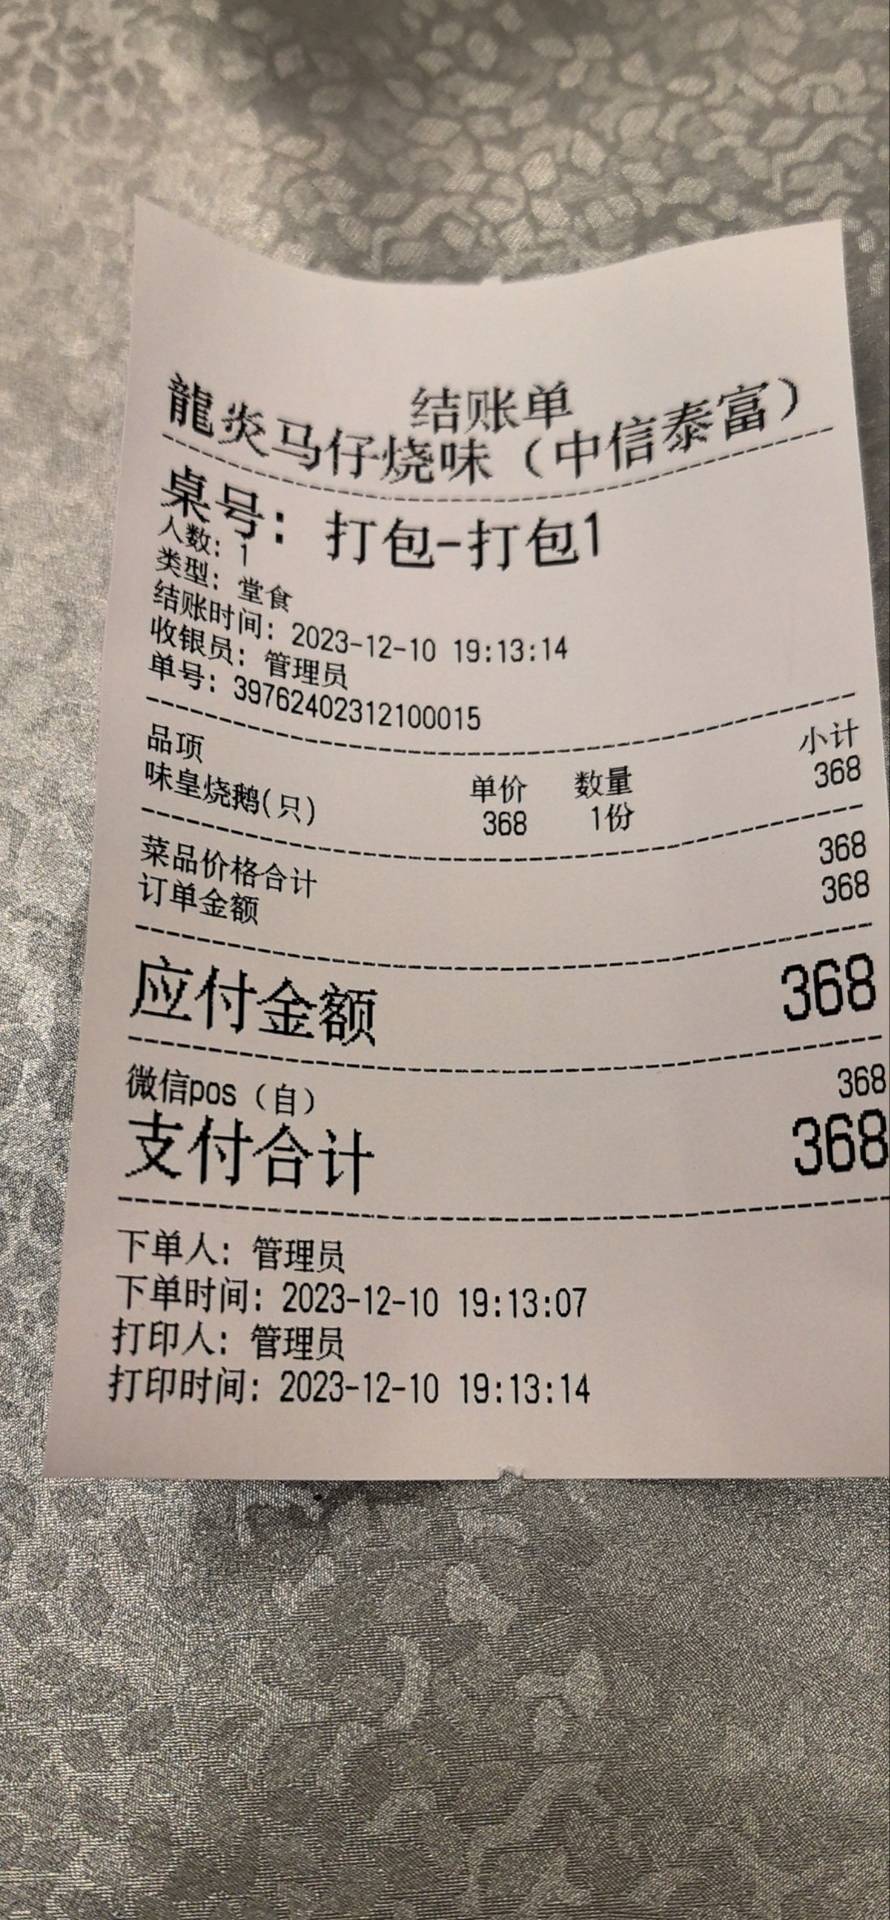 结账单
龍炎马仔烧味（中信泰富）
桌号：打包-打包1
人数：1
类型：堂食
结账时间：2023-12-10 19:13:14
收银员：管理员
单号：39762402312100015
品项 单价 数量 小计
味皇烧鹅(只) 368 1份 368
菜品价格合计 368
订单金额 368
应付金额 368
微信pos（自） 368
支付合计 368
下单人：管理员
下单时间：2023-12-10 19:13:07
打印人：管理员
打印时间：2023-12-10 19:13:14